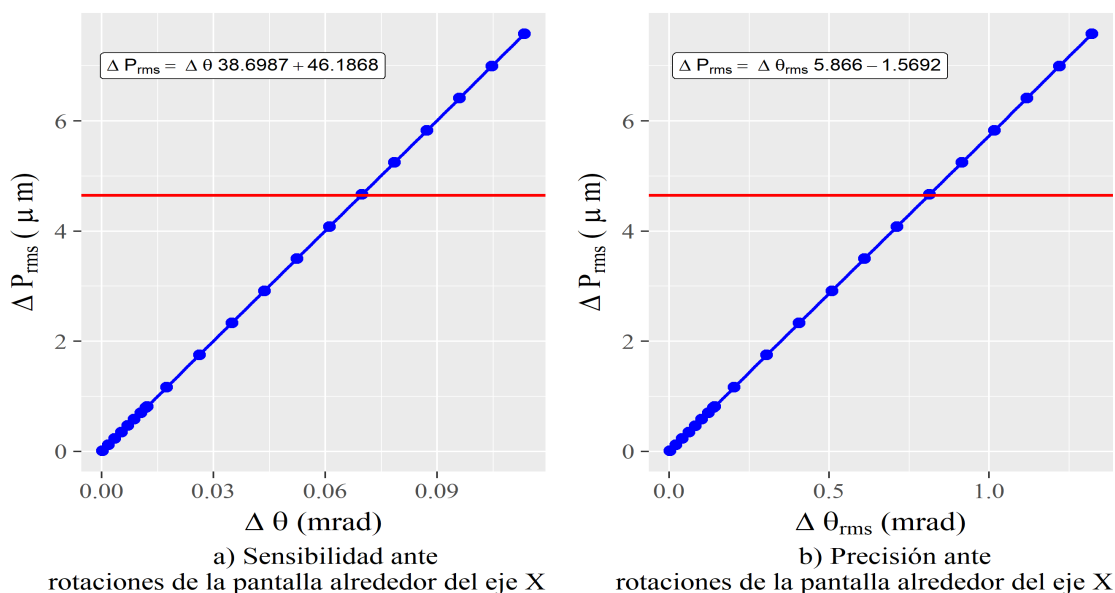 Δ P_rms = Δ θ 38.6987 + 46.1868
6
4
2
0
Δ P_rms ( μ m)
0.00 0.03 0.06 0.09
Δ θ (mrad)
a) Sensibilidad ante
rotaciones de la pantalla alrededor del eje X
Δ P_rms = Δ θ_rms 5.866 − 1.5692
6
4
2
0
Δ P_rms ( μ m)
0.0 0.5 1.0
Δ θ_rms (mrad)
b) Precisión ante
rotaciones de la pantalla alrededor del eje X